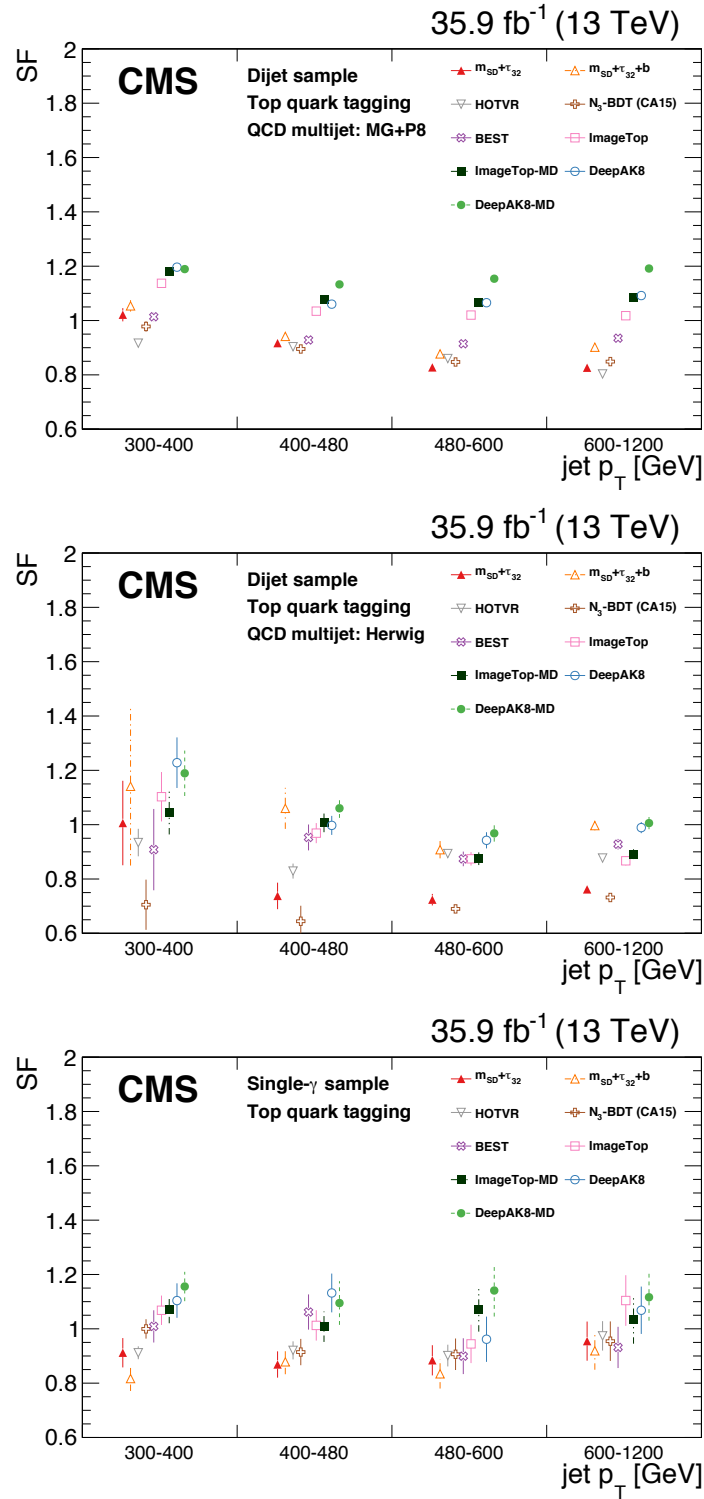 35.9 fb⁻¹ (13 TeV)
SF
2
CMS
Dijet sample
Top quark tagging
QCD multijet: MG+P8
m_SD+τ_32
m_SD+τ_32+b
HOTVR
N₃-BDT (CA15)
BEST
ImageTop
ImageTop-MD
DeepAK8
DeepAK8-MD
1.8
1.6
1.4
1.2
1
0.8
0.6
300-400
400-480
480-600
600-1200
jet p_T [GeV]
35.9 fb⁻¹ (13 TeV)
SF
2
CMS
Dijet sample
Top quark tagging
QCD multijet: Herwig
m_SD+τ_32
m_SD+τ_32+b
HOTVR
N₃-BDT (CA15)
BEST
ImageTop
ImageTop-MD
DeepAK8
DeepAK8-MD
1.8
1.6
1.4
1.2
1
0.8
0.6
300-400
400-480
480-600
600-1200
jet p_T [GeV]
35.9 fb⁻¹ (13 TeV)
SF
2
CMS
Single-γ sample
Top quark tagging
m_SD+τ_32
m_SD+τ_32+b
HOTVR
N₃-BDT (CA15)
BEST
ImageTop
ImageTop-MD
DeepAK8
DeepAK8-MD
1.8
1.6
1.4
1.2
1
0.8
0.6
300-400
400-480
480-600
600-1200
jet p_T [GeV]